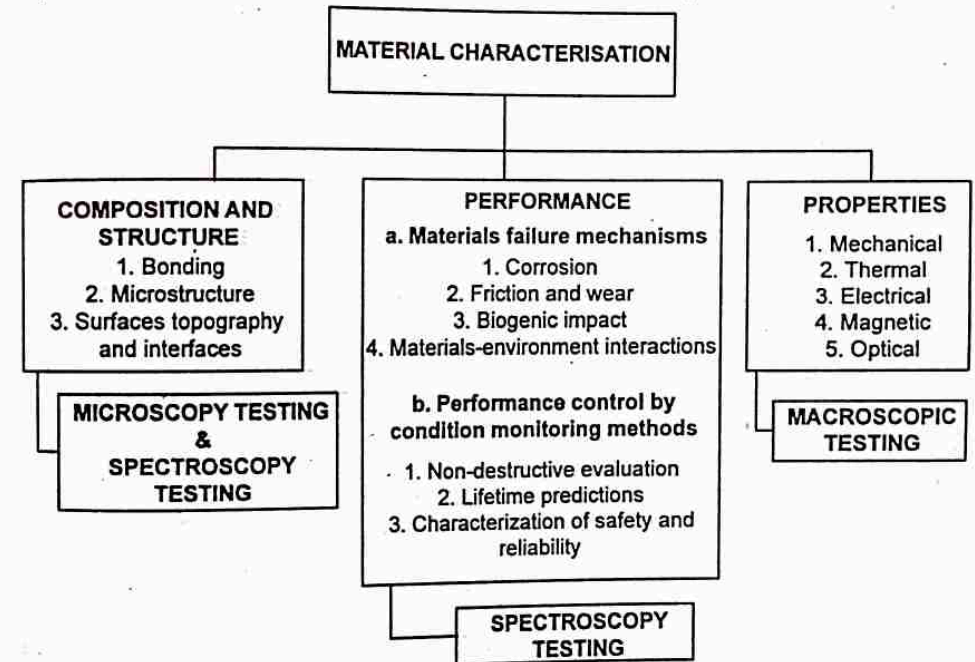 MATERIAL CHARACTERISATION
COMPOSITION AND
STRUCTURE
1. Bonding
2. Microstructure
3. Surfaces topography
and interfaces
MICROSCOPY TESTING
&
SPECTROSCOPY
TESTING
PERFORMANCE
a. Materials failure mechanisms
1. Corrosion
2. Friction and wear
3. Biogenic impact
4. Materials-environment interactions
b. Performance control by
condition monitoring methods
1. Non-destructive evaluation
2. Lifetime predictions
3. Characterization of safety and
reliability
SPECTROSCOPY
TESTING
PROPERTIES
1. Mechanical
2. Thermal
3. Electrical
4. Magnetic
5. Optical
MACROSCOPIC
TESTING